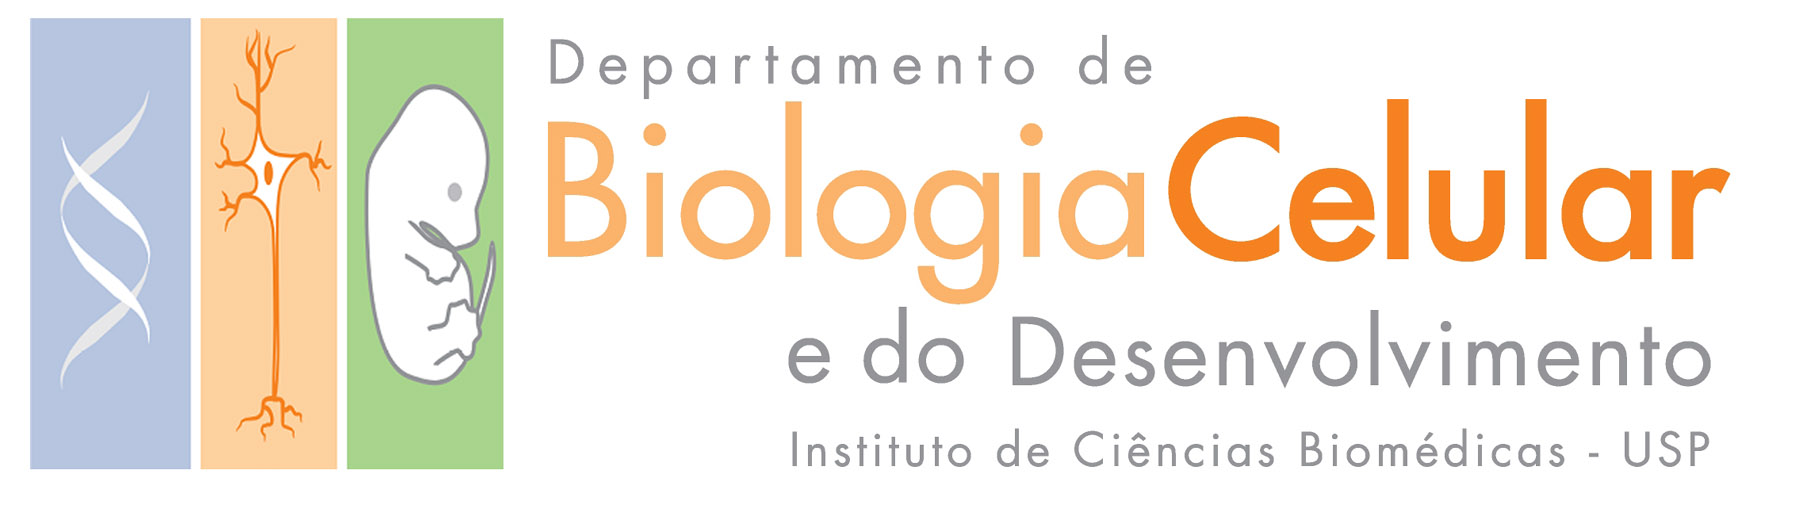 Departamento de
BiologiaCelular
e do Desenvolvimento
Instituto de Ciências Biomédicas - USP